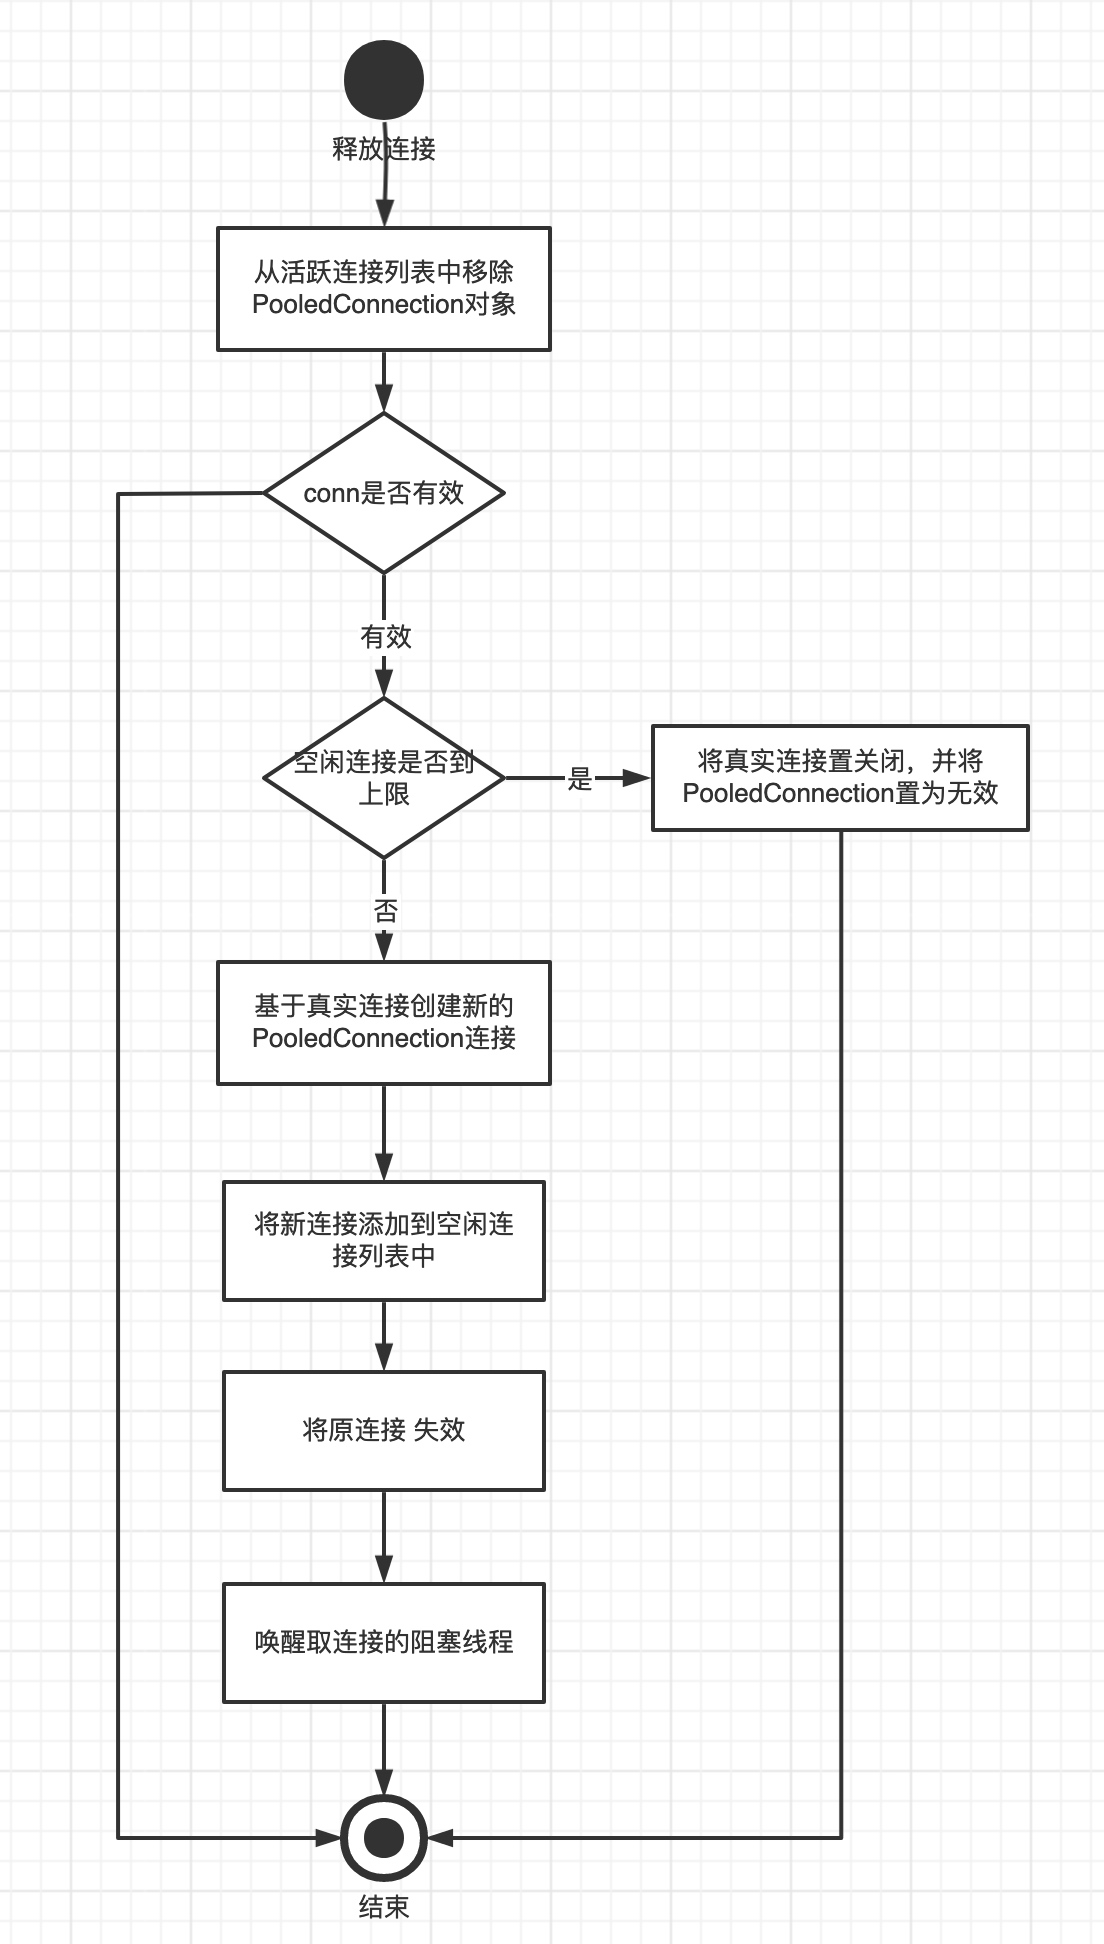 释放连接
从活跃连接列表中移除
PooledConnection对象
conn是否有效
有效
空闲连接是否到
上限
是
将真实连接置关闭，并将
PooledConnection置为无效
否
基于真实连接创建新的
PooledConnection连接
将新连接添加到空闲连
接列表中
将原连接 失效
唤醒取连接的阻塞线程
结束